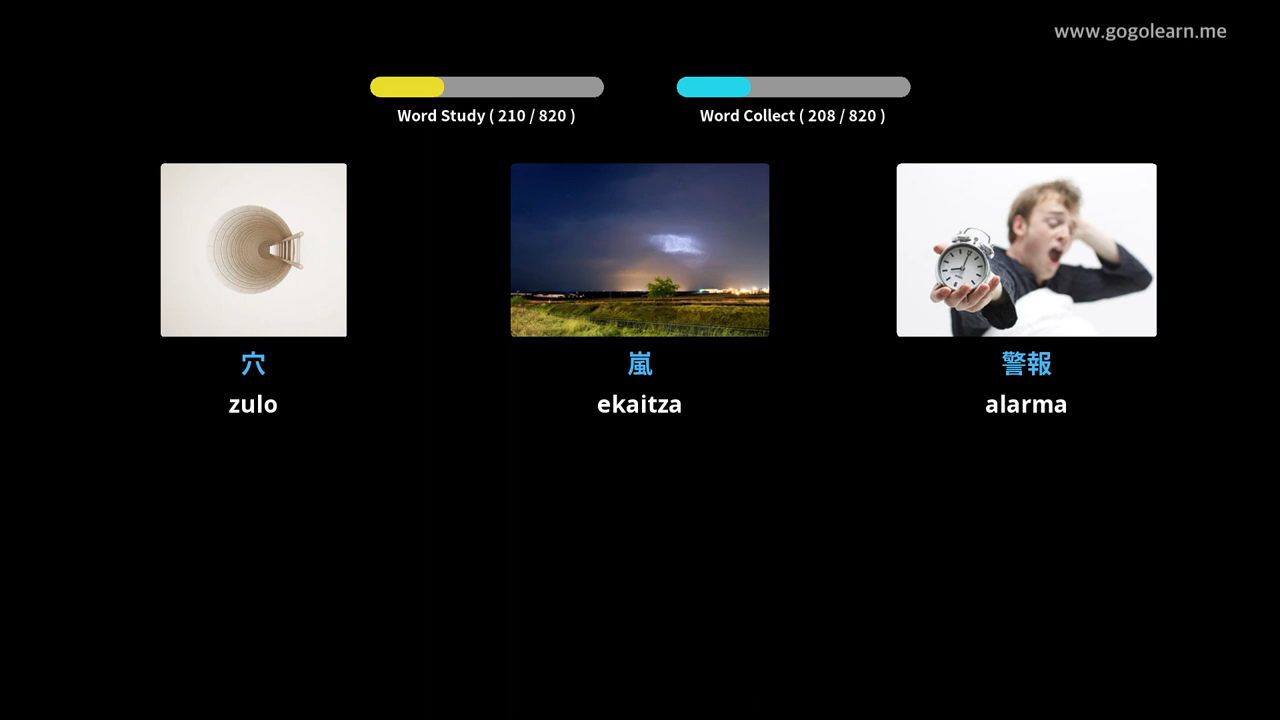 www.gogolearn.me
Word Study ( 210 / 820 )
Word Collect ( 208 / 820 )
穴
嵐
警報
zulo
ekaitza
alarma